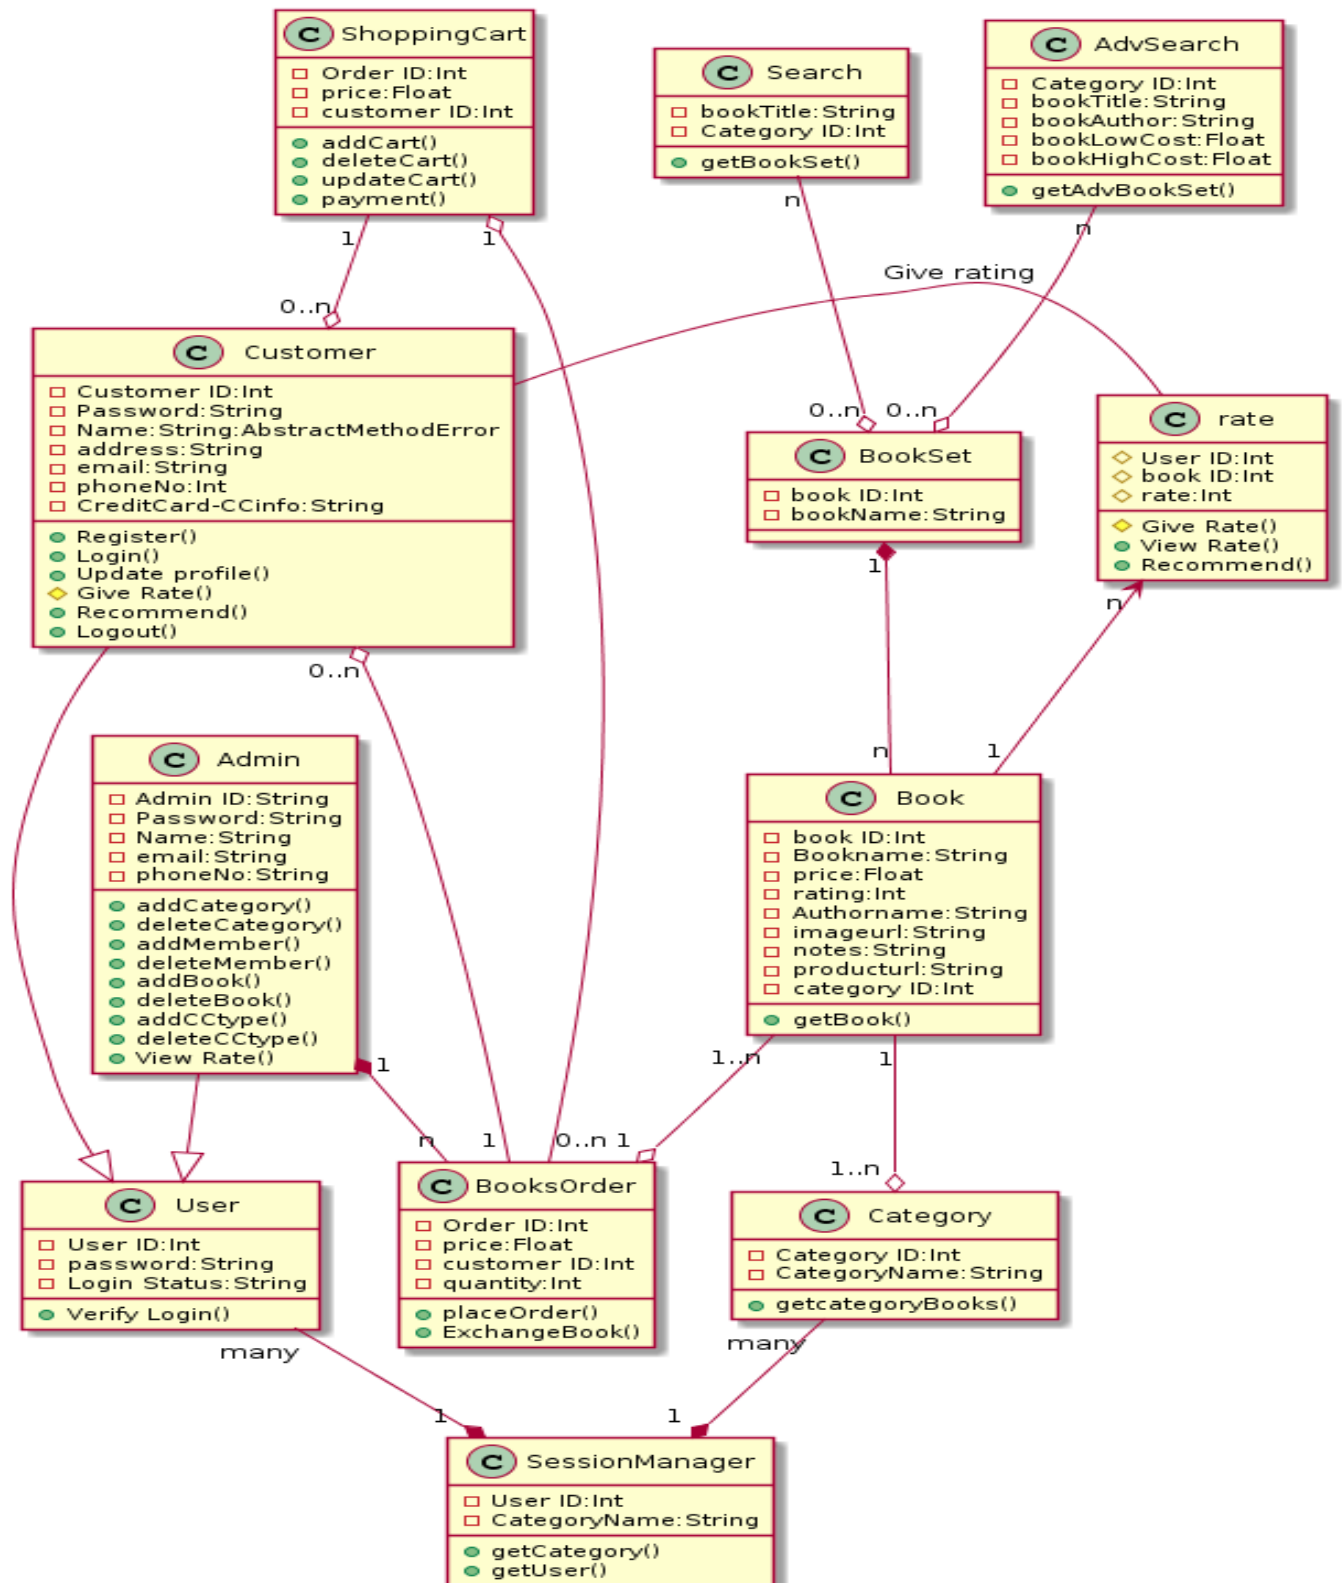 C ShoppingCart
Order ID:Int
price:Float
customer ID:Int
addCart()
deleteCart()
updateCart()
payment()
C Search
bookTitle:String
Category ID:Int
getBookSet()
C AdvSearch
Category ID:Int
bookTitle:String
bookAuthor:String
bookLowCost:Float
bookHighCost:Float
getAdvBookSet()
1
1
n
n
Give rating
0..n
C Customer
Customer ID:Int
Password:String
Name:String:AbstractMethodError
address:String
email:String
phoneNo:Int
CreditCard-CCinfo:String
Register()
Login()
Update profile()
Give Rate()
Recommend()
Logout()
0..n
0..n
0..n
C BookSet
book ID:Int
bookName:String
1
C rate
User ID:Int
book ID:Int
rate:Int
Give Rate()
View Rate()
Recommend()
n
n
1
C Admin
Admin ID:String
Password:String
Name:String
email:String
phoneNo:String
addCategory()
deleteCategory()
addMember()
deleteMember()
addBook()
deleteBook()
addCCtype()
deleteCCtype()
View Rate()
1
C Book
book ID:Int
Bookname:String
price:Float
rating:Int
Authorname:String
imageurl:String
notes:String
producturl:String
category ID:Int
getBook()
1..n
1
n
1
0..n
1
1..n
C User
User ID:Int
password:String
Login Status:String
Verify Login()
C BooksOrder
Order ID:Int
price:Float
customer ID:Int
quantity:Int
placeOrder()
ExchangeBook()
C Category
Category ID:Int
CategoryName:String
getcategoryBooks()
many
many
1
1
C SessionManager
User ID:Int
CategoryName:String
getCategory()
getUser()